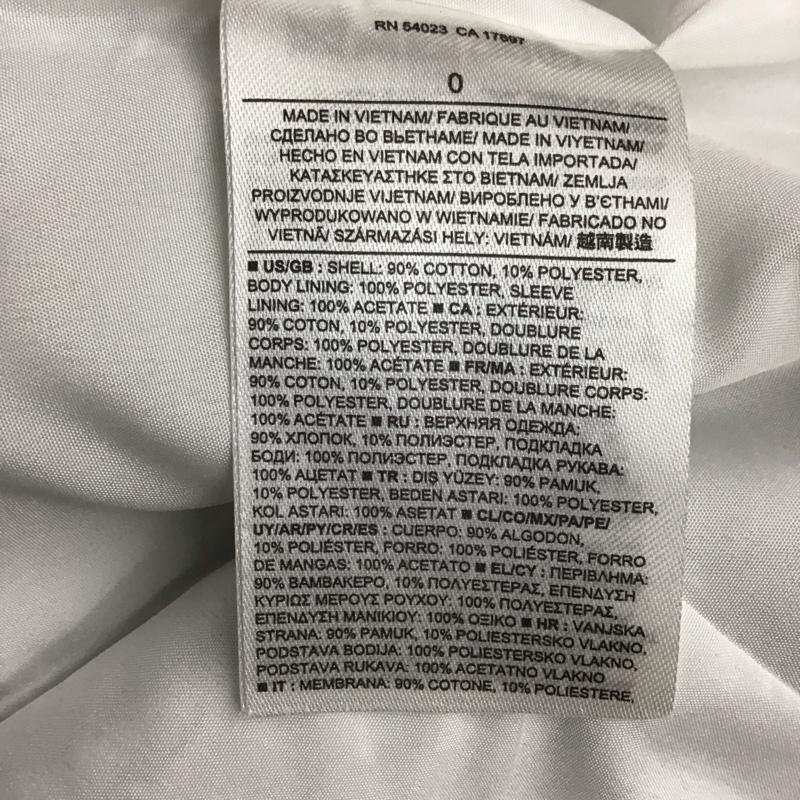 RN 54023 CA 17897
0
MADE IN VIETNAM/ FABRIQUE AU VIETNAM/
СДЕЛАНО ВО ВЬЕТНАМЕ/ MADE IN VIYETNAM/
HECHO EN VIETNAM CON TELA IMPORTADA/
ΚΑΤΑΣΚΕΥΑΣΤΗΚΕ ΣΤΟ ΒΙΕΤΝΑΜ/ ZEMLJA
PROIZVODNJE VIJETNAM/ ВИРОБЛЕНО У В'ЄТНАМІ/
WYPRODUKOWANO W WIETNAMIE/ FABRICADO NO
VIETNÃ/ SZÁRMAZÁSI HELY: VIETNÁM/ 越南製造
■ US/GB : SHELL: 90% COTTON, 10% POLYESTER,
BODY LINING: 100% POLYESTER, SLEEVE
LINING: 100% ACETATE ■ CA : EXTÉRIEUR:
90% COTON, 10% POLYESTER, DOUBLURE
CORPS: 100% POLYESTER, DOUBLURE DE LA
MANCHE: 100% ACÉTATE ■ FR/MA : EXTÉRIEUR:
90% COTON, 10% POLYESTER, DOUBLURE CORPS:
100% POLYESTER, DOUBLURE DE LA MANCHE:
100% ACÉTATE ■ RU : ВЕРХНЯЯ ОДЕЖДА:
90% ХЛОПОК, 10% ПОЛИЭСТЕР, ПОДКЛАДКА
БОДИ: 100% ПОЛИЭСТЕР, ПОДКЛАДКА РУКАВА:
100% АЦЕТАТ ■ TR : DIŞ YÜZEY: 90% PAMUK,
10% POLYESTER, BEDEN ASTARI: 100% POLYESTER,
KOL ASTARI: 100% ASETAT ■ CL/CO/MX/PA/PE/
UY/AR/PY/CR/ES : CUERPO: 90% ALGODON,
10% POLIÉSTER, FORRO: 100% POLIÉSTER, FORRO
DE MANGAS: 100% ACETATO ■ EL/CY : ΠΕΡΙΒΛΗΜΑ:
90% ΒΑΜΒΑΚΕΡΟ, 10% ΠΟΛΥΕΣΤΕΡΑΣ, ΕΠΕΝΔΥΣΗ
ΚΥΡΙΩΣ ΜΕΡΟΥΣ ΡΟΥΧΟΥ: 100% ΠΟΛΥΕΣΤΕΡΑΣ,
ΕΠΕΝΔΥΣΗ ΜΑΝΙΚΙΟΥ: 100% ΟΞΙΚΟ ■ HR : VANJSKA
STRANA: 90% PAMUK, 10% POLIESTERSKO VLAKNO,
PODSTAVA BODIJA: 100% POLIESTERSKO VLAKNO,
PODSTAVA RUKAVA: 100% ACETATNO VLAKNO
■ IT : MEMBRANA: 90% COTONE, 10% POLIESTERE,